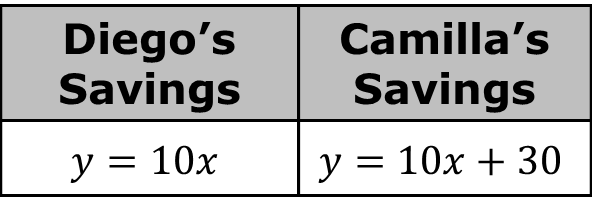 Diego’s
Savings
Camilla’s
Savings
y = 10x
y = 10x + 30